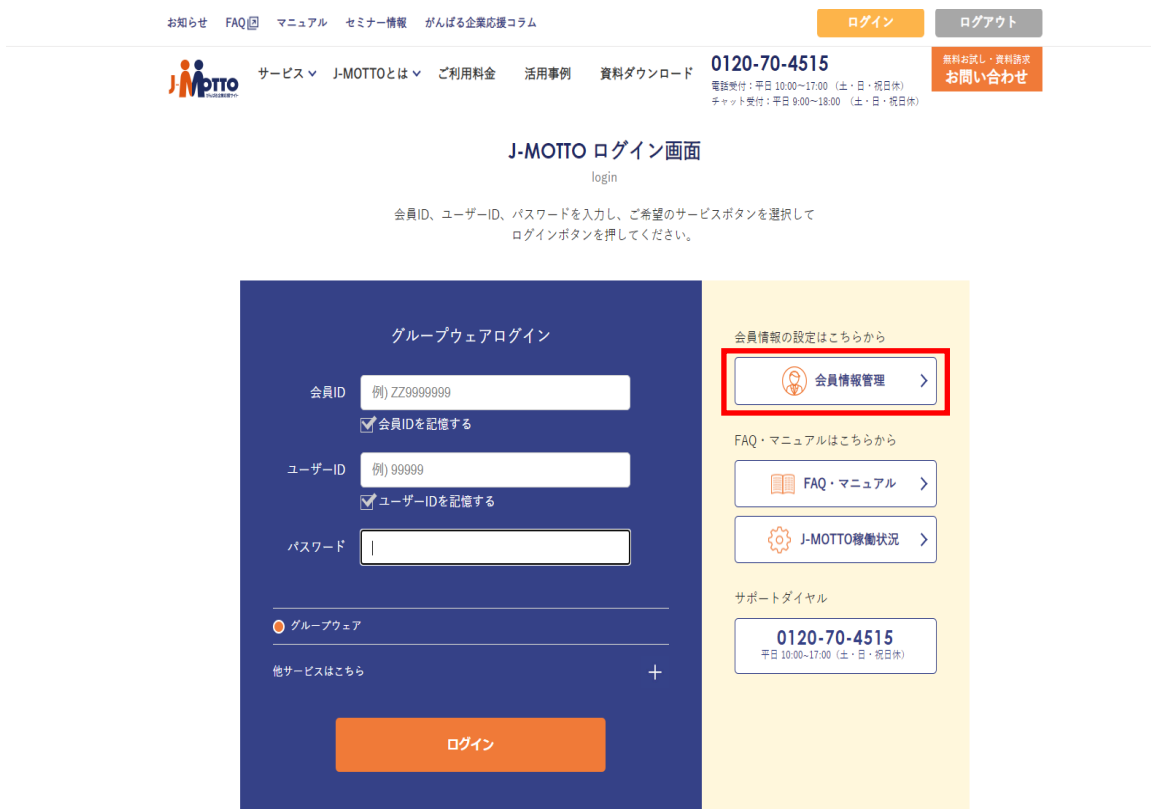 お知らせ FAQ マニュアル セミナー情報 がんばる企業応援コラム ログイン ログアウト
J-MOTTO
がんばる企業応援サイト
サービス J-MOTTOとは ご利用料金 活用事例 資料ダウンロード
0120-70-4515
電話受付：平日 10:00～17:00 （土・日・祝日休）
チャット受付：平日 9:00～18:00 （土・日・祝日休）
無料お試し・資料請求
お問い合わせ
J-MOTTO ログイン画面
login
会員ID、ユーザーID、パスワードを入力し、ご希望のサービスボタンを選択して
ログインボタンを押してください。
グループウェアログイン
会員ID 例) ZZ9999999
会員IDを記憶する
ユーザーID 例) 99999
ユーザーIDを記憶する
パスワード
グループウェア
他サービスはこちら
ログイン
会員情報の設定はこちらから
会員情報管理
FAQ・マニュアルはこちらから
FAQ・マニュアル
J-MOTTO稼働状況
サポートダイヤル
0120-70-4515
平日 10:00~17:00（土・日・祝日休）